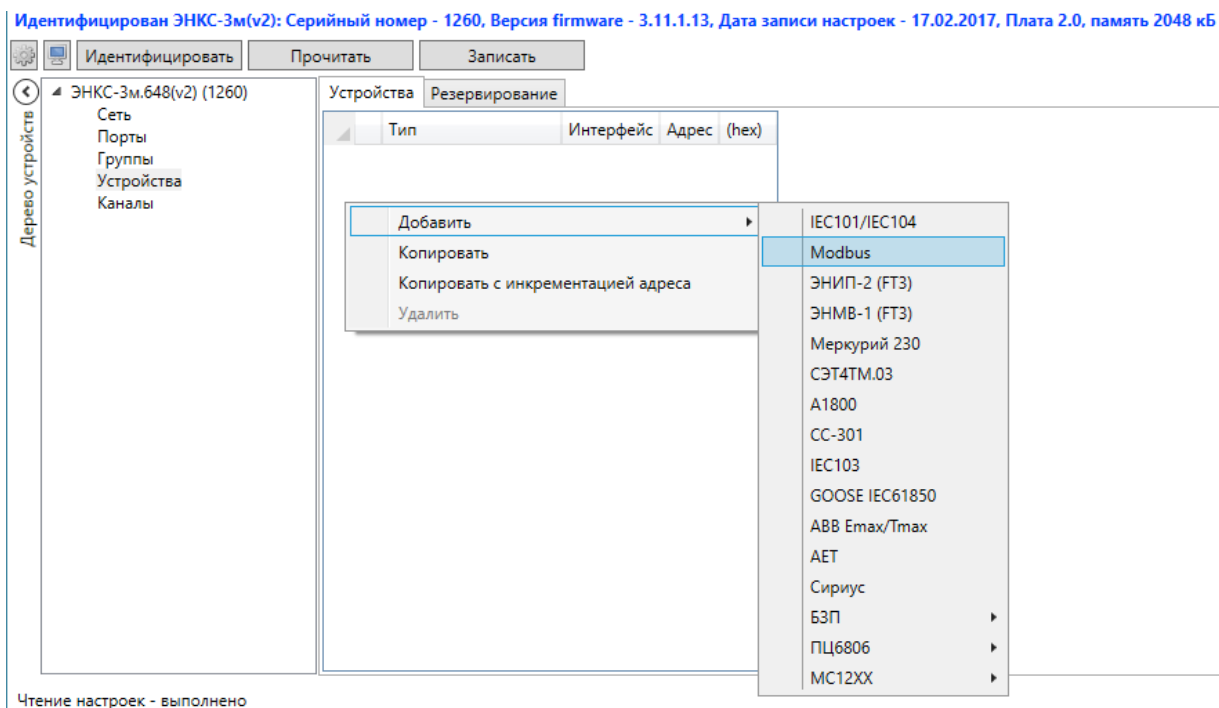 Идентифицирован ЭНКС-3м(v2): Серийный номер - 1260, Версия firmware - 3.11.1.13, Дата записи настроек - 17.02.2017, Плата 2.0, память 2048 кБ
Идентифицировать Прочитать Записать
Дерево устройств
ЭНКС-3м.648(v2) (1260)
Сеть
Порты
Группы
Устройства
Каналы
Устройства Резервирование
Тип Интерфейс Адрес (hex)
Добавить
Копировать
Копировать с инкрементацией адреса
Удалить
IEC101/IEC104
Modbus
ЭНИП-2 (FT3)
ЭНМВ-1 (FT3)
Меркурий 230
СЭТ4ТМ.03
A1800
CC-301
IEC103
GOOSE IEC61850
ABB Emax/Tmax
AET
Сириус
БЗП
ПЦ6806
МС12ХХ
Чтение настроек - выполнено